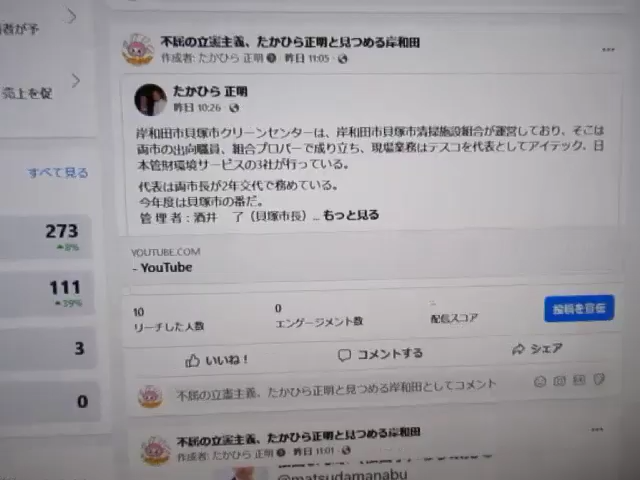 者が予
売上を促
すべて見る
273
8%
111
39%
3
0
不屈の立憲主義、たかひら正明と見つめる岸和田
作成者: たかひら 正明 · 昨日 11:05 ·
たかひら 正明
昨日 10:26 ·
岸和田市貝塚市クリーンセンターは、岸和田市貝塚市清掃施設組合が運営しており、そこは
両市の出向職員、組合プロパーで成り立ち、現場業務はテスコを代表としてアイテック、日
本管財環境サービスの3社が行っている。
代表は両市長が2年交代で務めている。
今年度は貝塚市の番だ。
管 理 者：酒井 了（貝塚市長）... もっと見る
YOUTUBE.COM
- YouTube
10
リーチした人数
0
エンゲージメント数
-
配信スコア
投稿を宣伝
いいね！
コメントする
シェア
不屈の立憲主義、たかひら正明と見つめる岸和田としてコメント
不屈の立憲主義、たかひら正明と見つめる岸和田
作成者: たかひら 正明 · 昨日 11:01 ·
@matsudamanabu